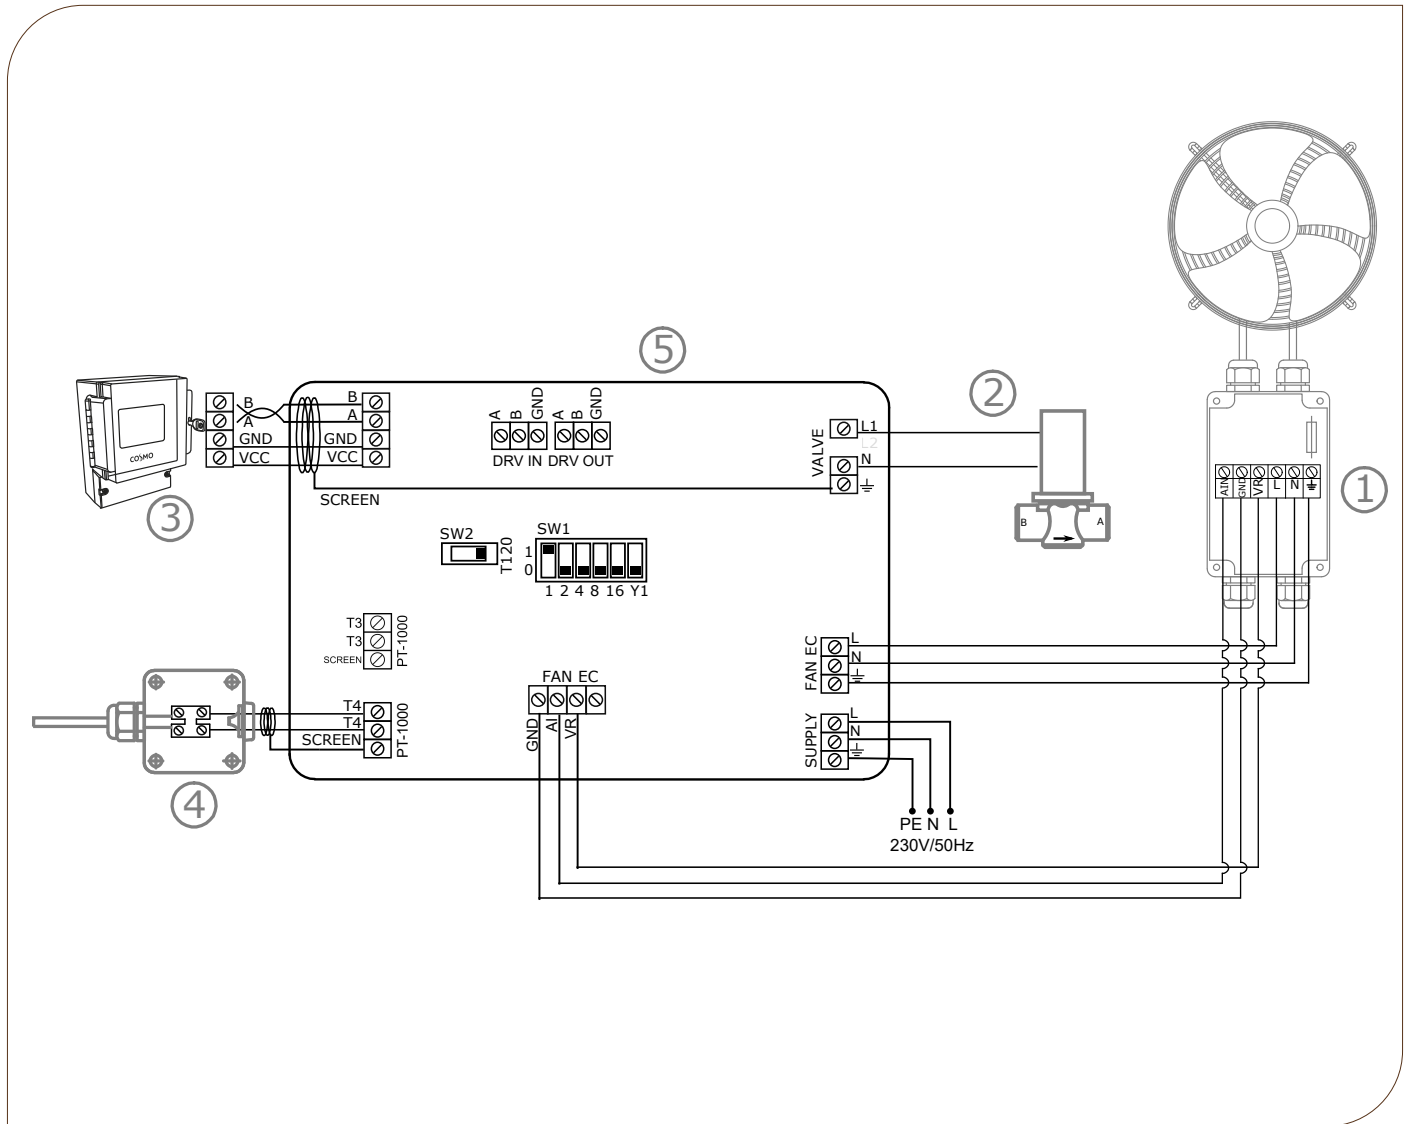 5
2
1
3
4
COSMO
B
A
GND
VCC
B
A
GND
VCC
SCREEN
A B GND A B GND
DRV IN DRV OUT
VALVE
L1
L2
N
B A
AIN GND VR L N
SW2
T120
SW1
1
0
1 2 4 8 16 Y1
T3
T3
SCREEN
PT-1000
T4
T4
SCREEN
PT-1000
FAN EC
GND AI VR
FAN EC
L
N
SUPPLY
L
N
PE N L
230V/50Hz